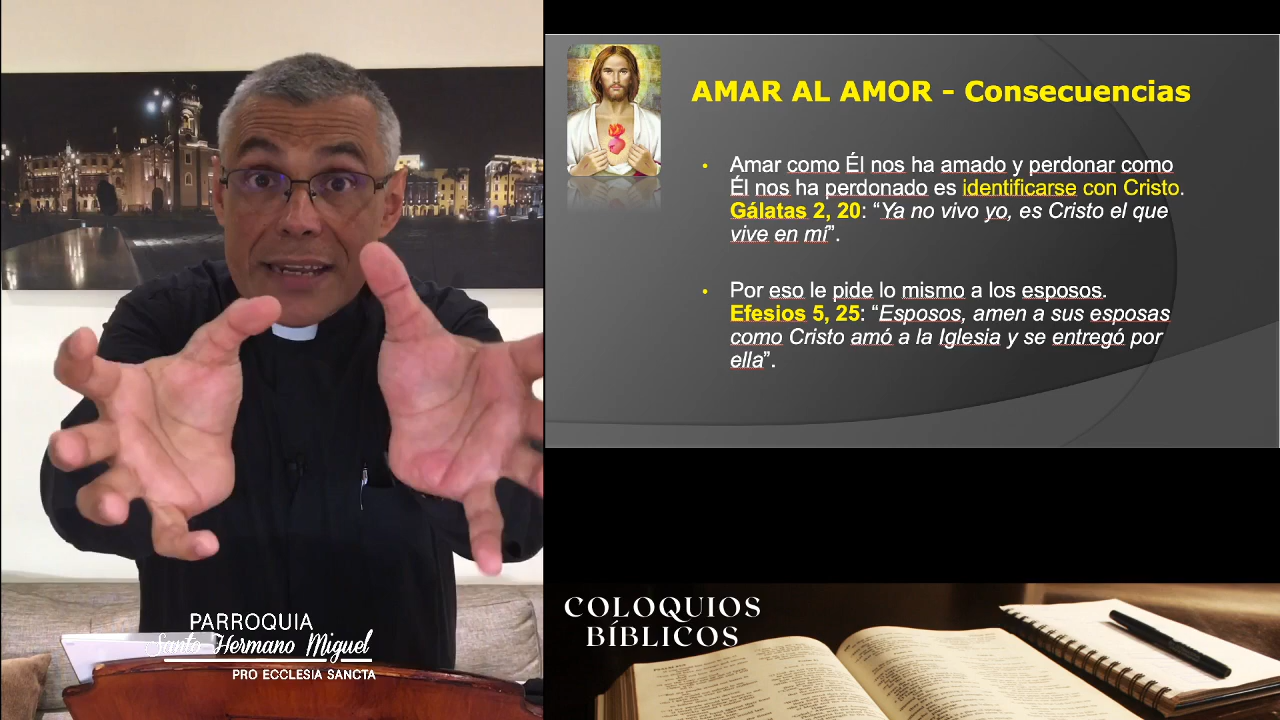 AMAR AL AMOR - Consecuencias
• Amar como Él nos ha amado y perdonar como
Él nos ha perdonado es identificarse con Cristo.
Gálatas 2, 20: “Ya no vivo yo, es Cristo el que
vive en mí”.
• Por eso le pide lo mismo a los esposos.
Efesios 5, 25: “Esposos, amen a sus esposas
como Cristo amó a la Iglesia y se entregó por
ella”.
PARROQUIA
Santo Hermano Miguel
PRO ECCLESIA SANCTA
COLOQUIOS
BÍBLICOS